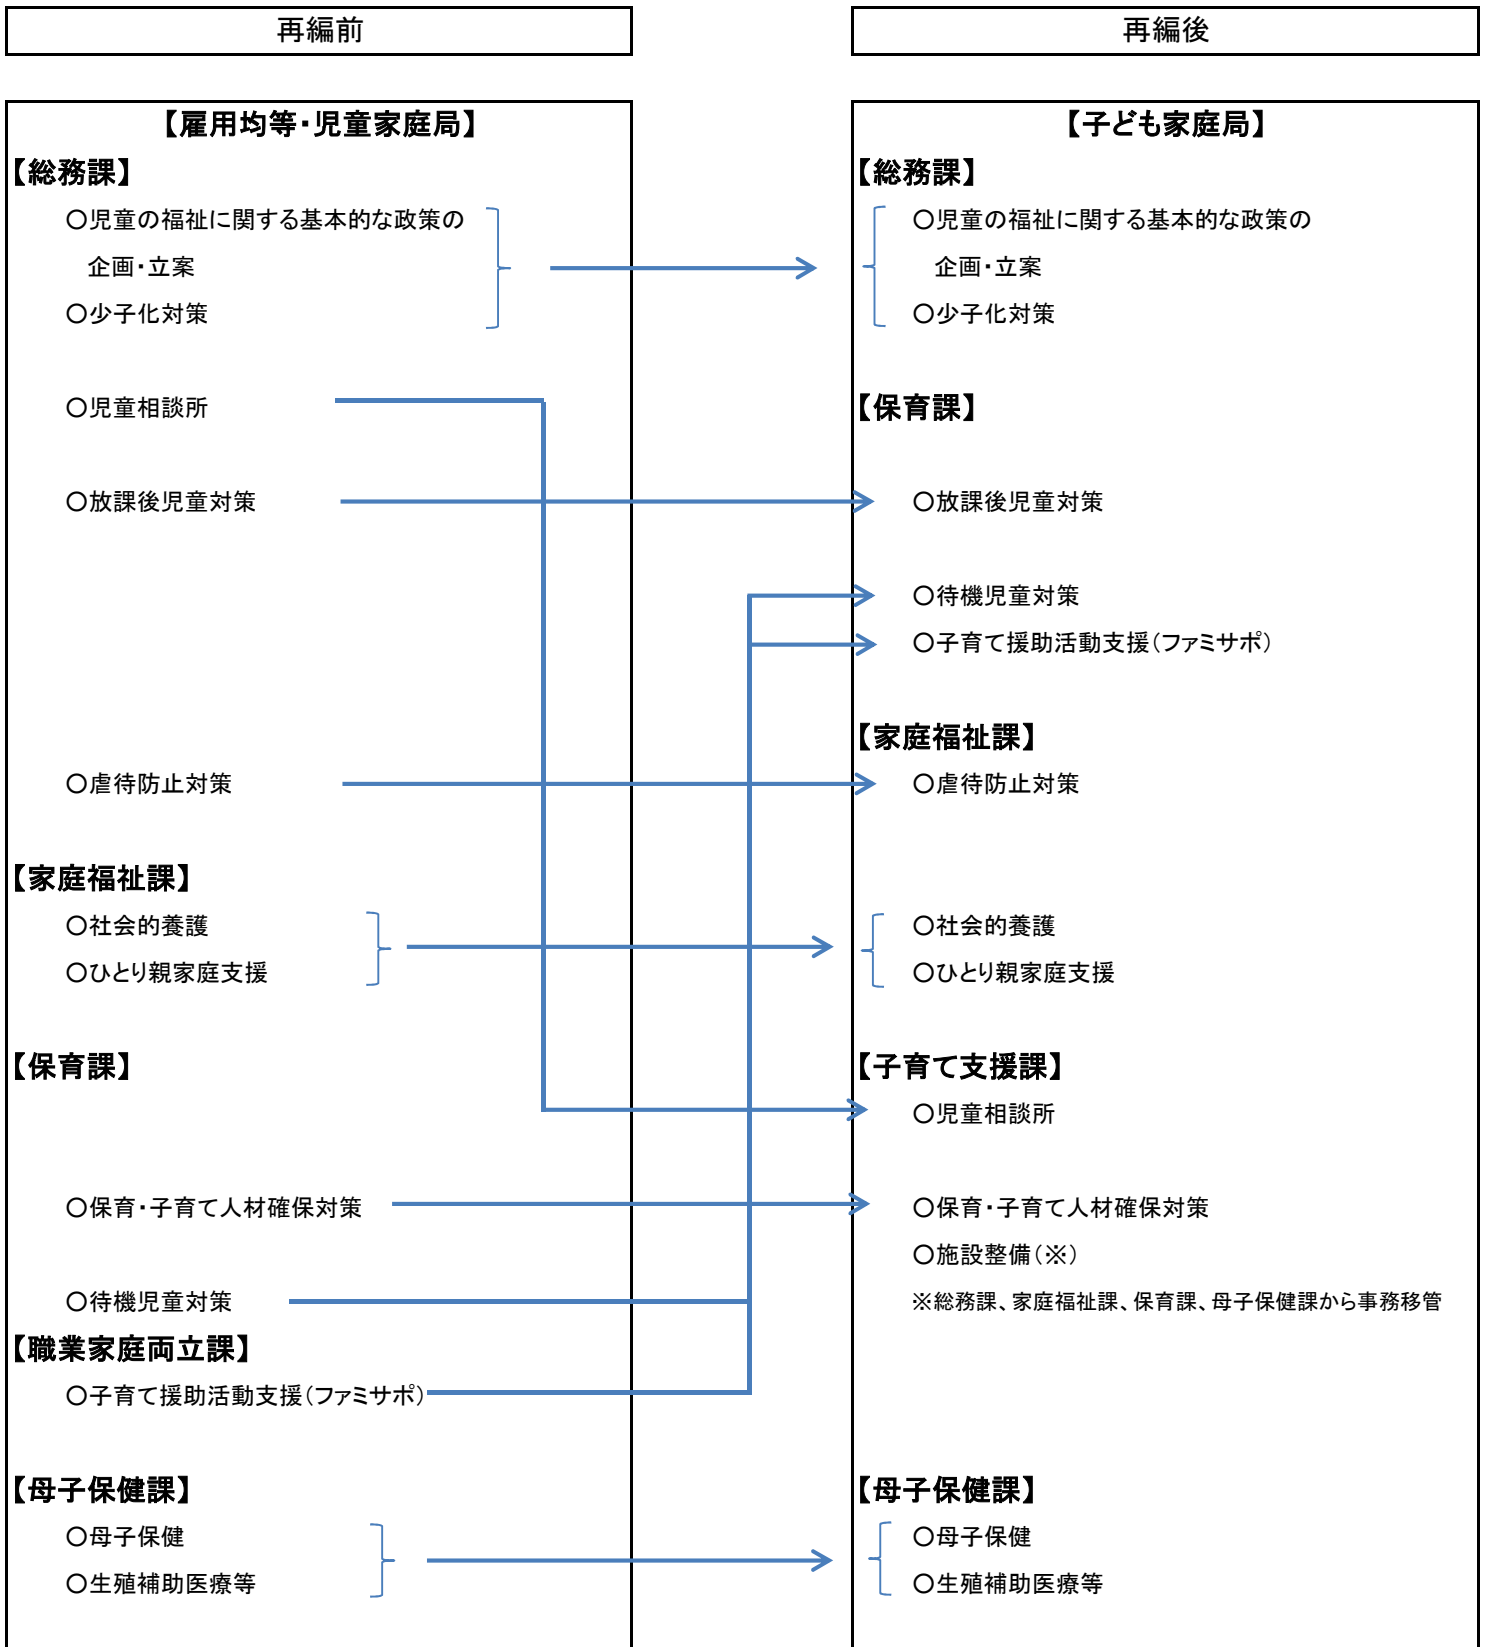 再編前
【雇用均等・児童家庭局】
【総務課】
〇児童の福祉に関する基本的な政策の
企画・立案
〇少子化対策
〇児童相談所
〇放課後児童対策
〇虐待防止対策
【家庭福祉課】
〇社会的養護
〇ひとり親家庭支援
【保育課】
〇保育・子育て人材確保対策
〇待機児童対策
【職業家庭両立課】
〇子育て援助活動支援（ファミサポ）
【母子保健課】
〇母子保健
〇生殖補助医療等
再編後
【子ども家庭局】
【総務課】
〇児童の福祉に関する基本的な政策の
企画・立案
〇少子化対策
【保育課】
〇放課後児童対策
〇待機児童対策
〇子育て援助活動支援（ファミサポ）
【家庭福祉課】
〇虐待防止対策
〇社会的養護
〇ひとり親家庭支援
【子育て支援課】
〇児童相談所
〇保育・子育て人材確保対策
〇施設整備（※）
※総務課、家庭福祉課、保育課、母子保健課から事務移管
【母子保健課】
〇母子保健
〇生殖補助医療等